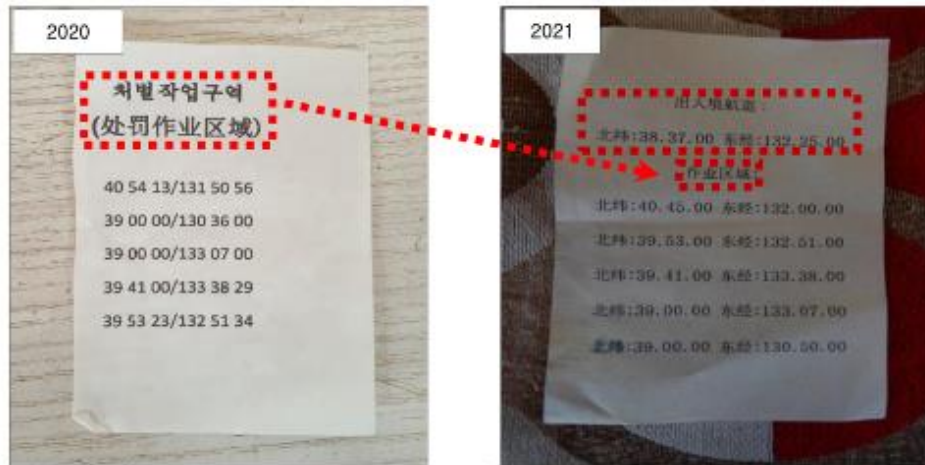 2020
처벌작업구역
(处罚作业区域)
40 54 13/131 50 56
39 00 00/130 36 00
39 00 00/133 07 00
39 41 00/133 38 29
39 53 23/132 51 34
2021
出入境航道:
北纬:38.37.00 东经:132.25.00
作业区域:
北纬:40.45.00 东经:132.00.00
北纬:39.53.00 东经:132.51.00
北纬:39.41.00 东经:133.38.00
北纬:39.00.00 东经:133.07.00
北纬:39.00.00 东经:130.50.00